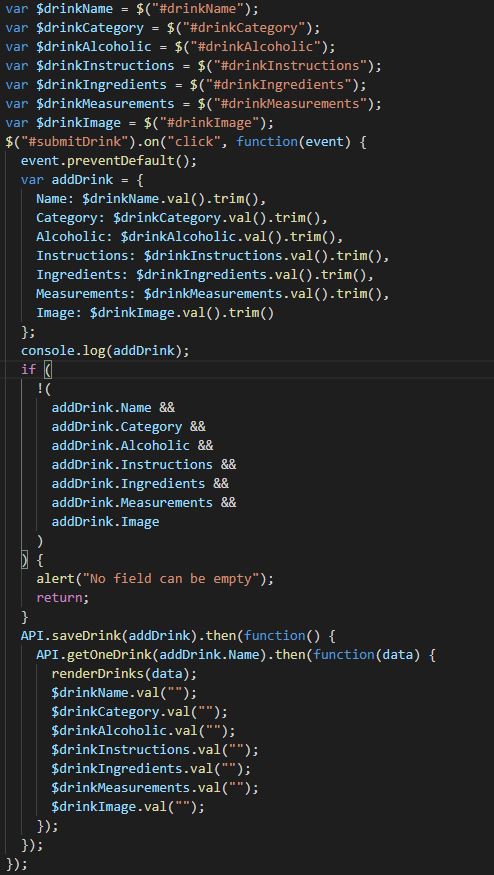 var $drinkName = $("#drinkName");
var $drinkCategory = $("#drinkCategory");
var $drinkAlcoholic = $("#drinkAlcoholic");
var $drinkInstructions = $("#drinkInstructions");
var $drinkIngredients = $("#drinkIngredients");
var $drinkMeasurements = $("#drinkMeasurements");
var $drinkImage = $("#drinkImage");
$("#submitDrink").on("click", function(event) {
  event.preventDefault();
  var addDrink = {
    Name: $drinkName.val().trim(),
    Category: $drinkCategory.val().trim(),
    Alcoholic: $drinkAlcoholic.val().trim(),
    Instructions: $drinkInstructions.val().trim(),
    Ingredients: $drinkIngredients.val().trim(),
    Measurements: $drinkMeasurements.val().trim(),
    Image: $drinkImage.val().trim()
  };
  console.log(addDrink);
  if (
    !(
      addDrink.Name &&
      addDrink.Category &&
      addDrink.Alcoholic &&
      addDrink.Instructions &&
      addDrink.Ingredients &&
      addDrink.Measurements &&
      addDrink.Image
    )
  ) {
    alert("No field can be empty");
    return;
  }
  API.saveDrink(addDrink).then(function() {
    API.getOneDrink(addDrink.Name).then(function(data) {
      renderDrinks(data);
      $drinkName.val("");
      $drinkCategory.val("");
      $drinkAlcoholic.val("");
      $drinkInstructions.val("");
      $drinkIngredients.val("");
      $drinkMeasurements.val("");
      $drinkImage.val("");
    });
  });
});